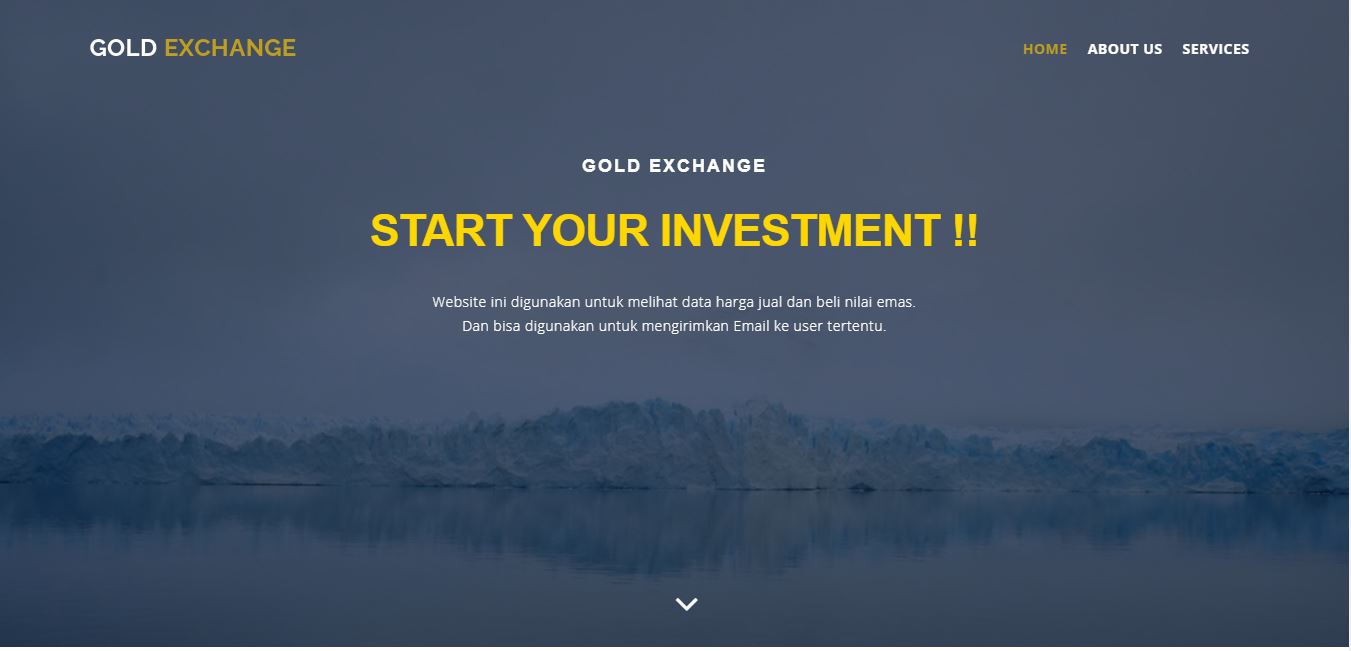 GOLD EXCHANGE
HOME ABOUT US SERVICES
GOLD EXCHANGE
START YOUR INVESTMENT !!
Website ini digunakan untuk melihat data harga jual dan beli nilai emas.
Dan bisa digunakan untuk mengirimkan Email ke user tertentu.